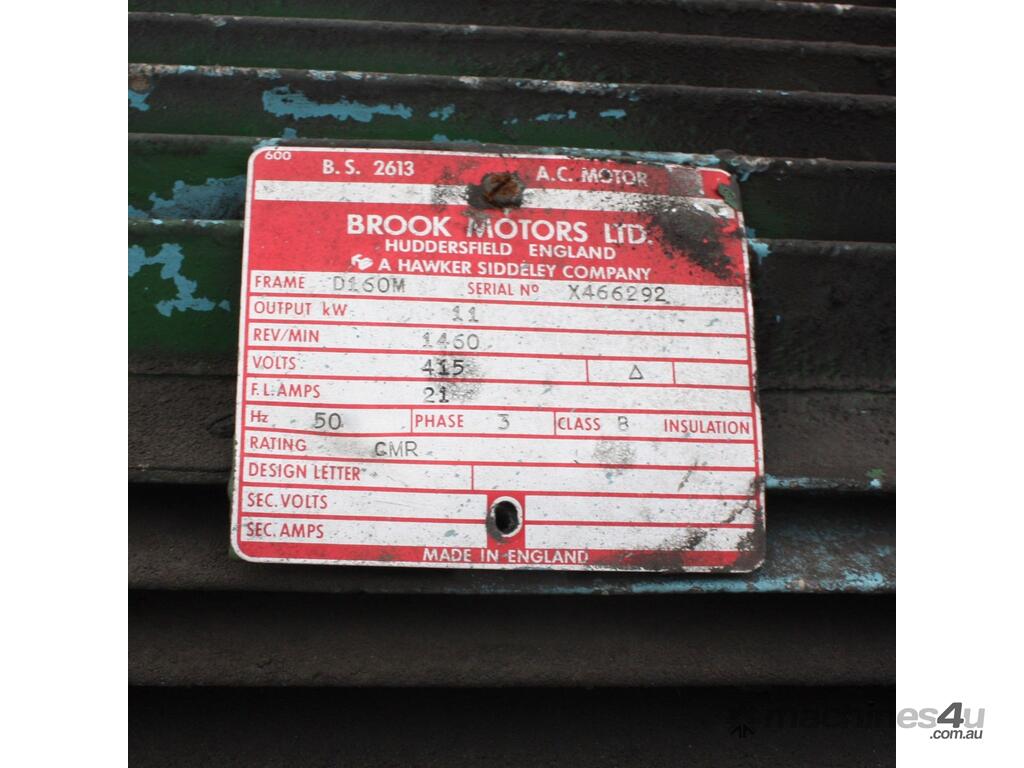 600
B. S. 2613 A.C. MOTOR
BROOK MOTORS LTD.
HUDDERSFIELD ENGLAND
A HAWKER SIDDELEY COMPANY
FRAME D160M SERIAL Nº X466292
OUTPUT kW 11
REV/MIN 1460
VOLTS 415 Δ
F.L. AMPS 21
Hz 50 PHASE 3 CLASS B INSULATION
RATING CMR
DESIGN LETTER
SEC. VOLTS
SEC. AMPS
MADE IN ENGLAND
machines4u
.com.au